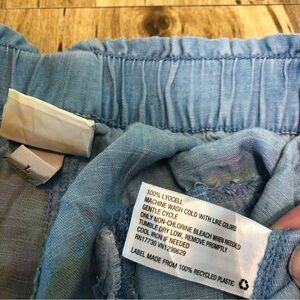 100% LYOCELL
MACHINE WASH COLD WITH LIKE COLORS
GENTLE CYCLE
ONLY NON-CHLORINE BLEACH WHEN NEEDED
TUMBLE DRY LOW, REMOVE PROMPTLY
COOL IRON IF NEEDED
RN17730 VN1299629
LABEL MADE FROM 100% RECYCLED PLASTIC